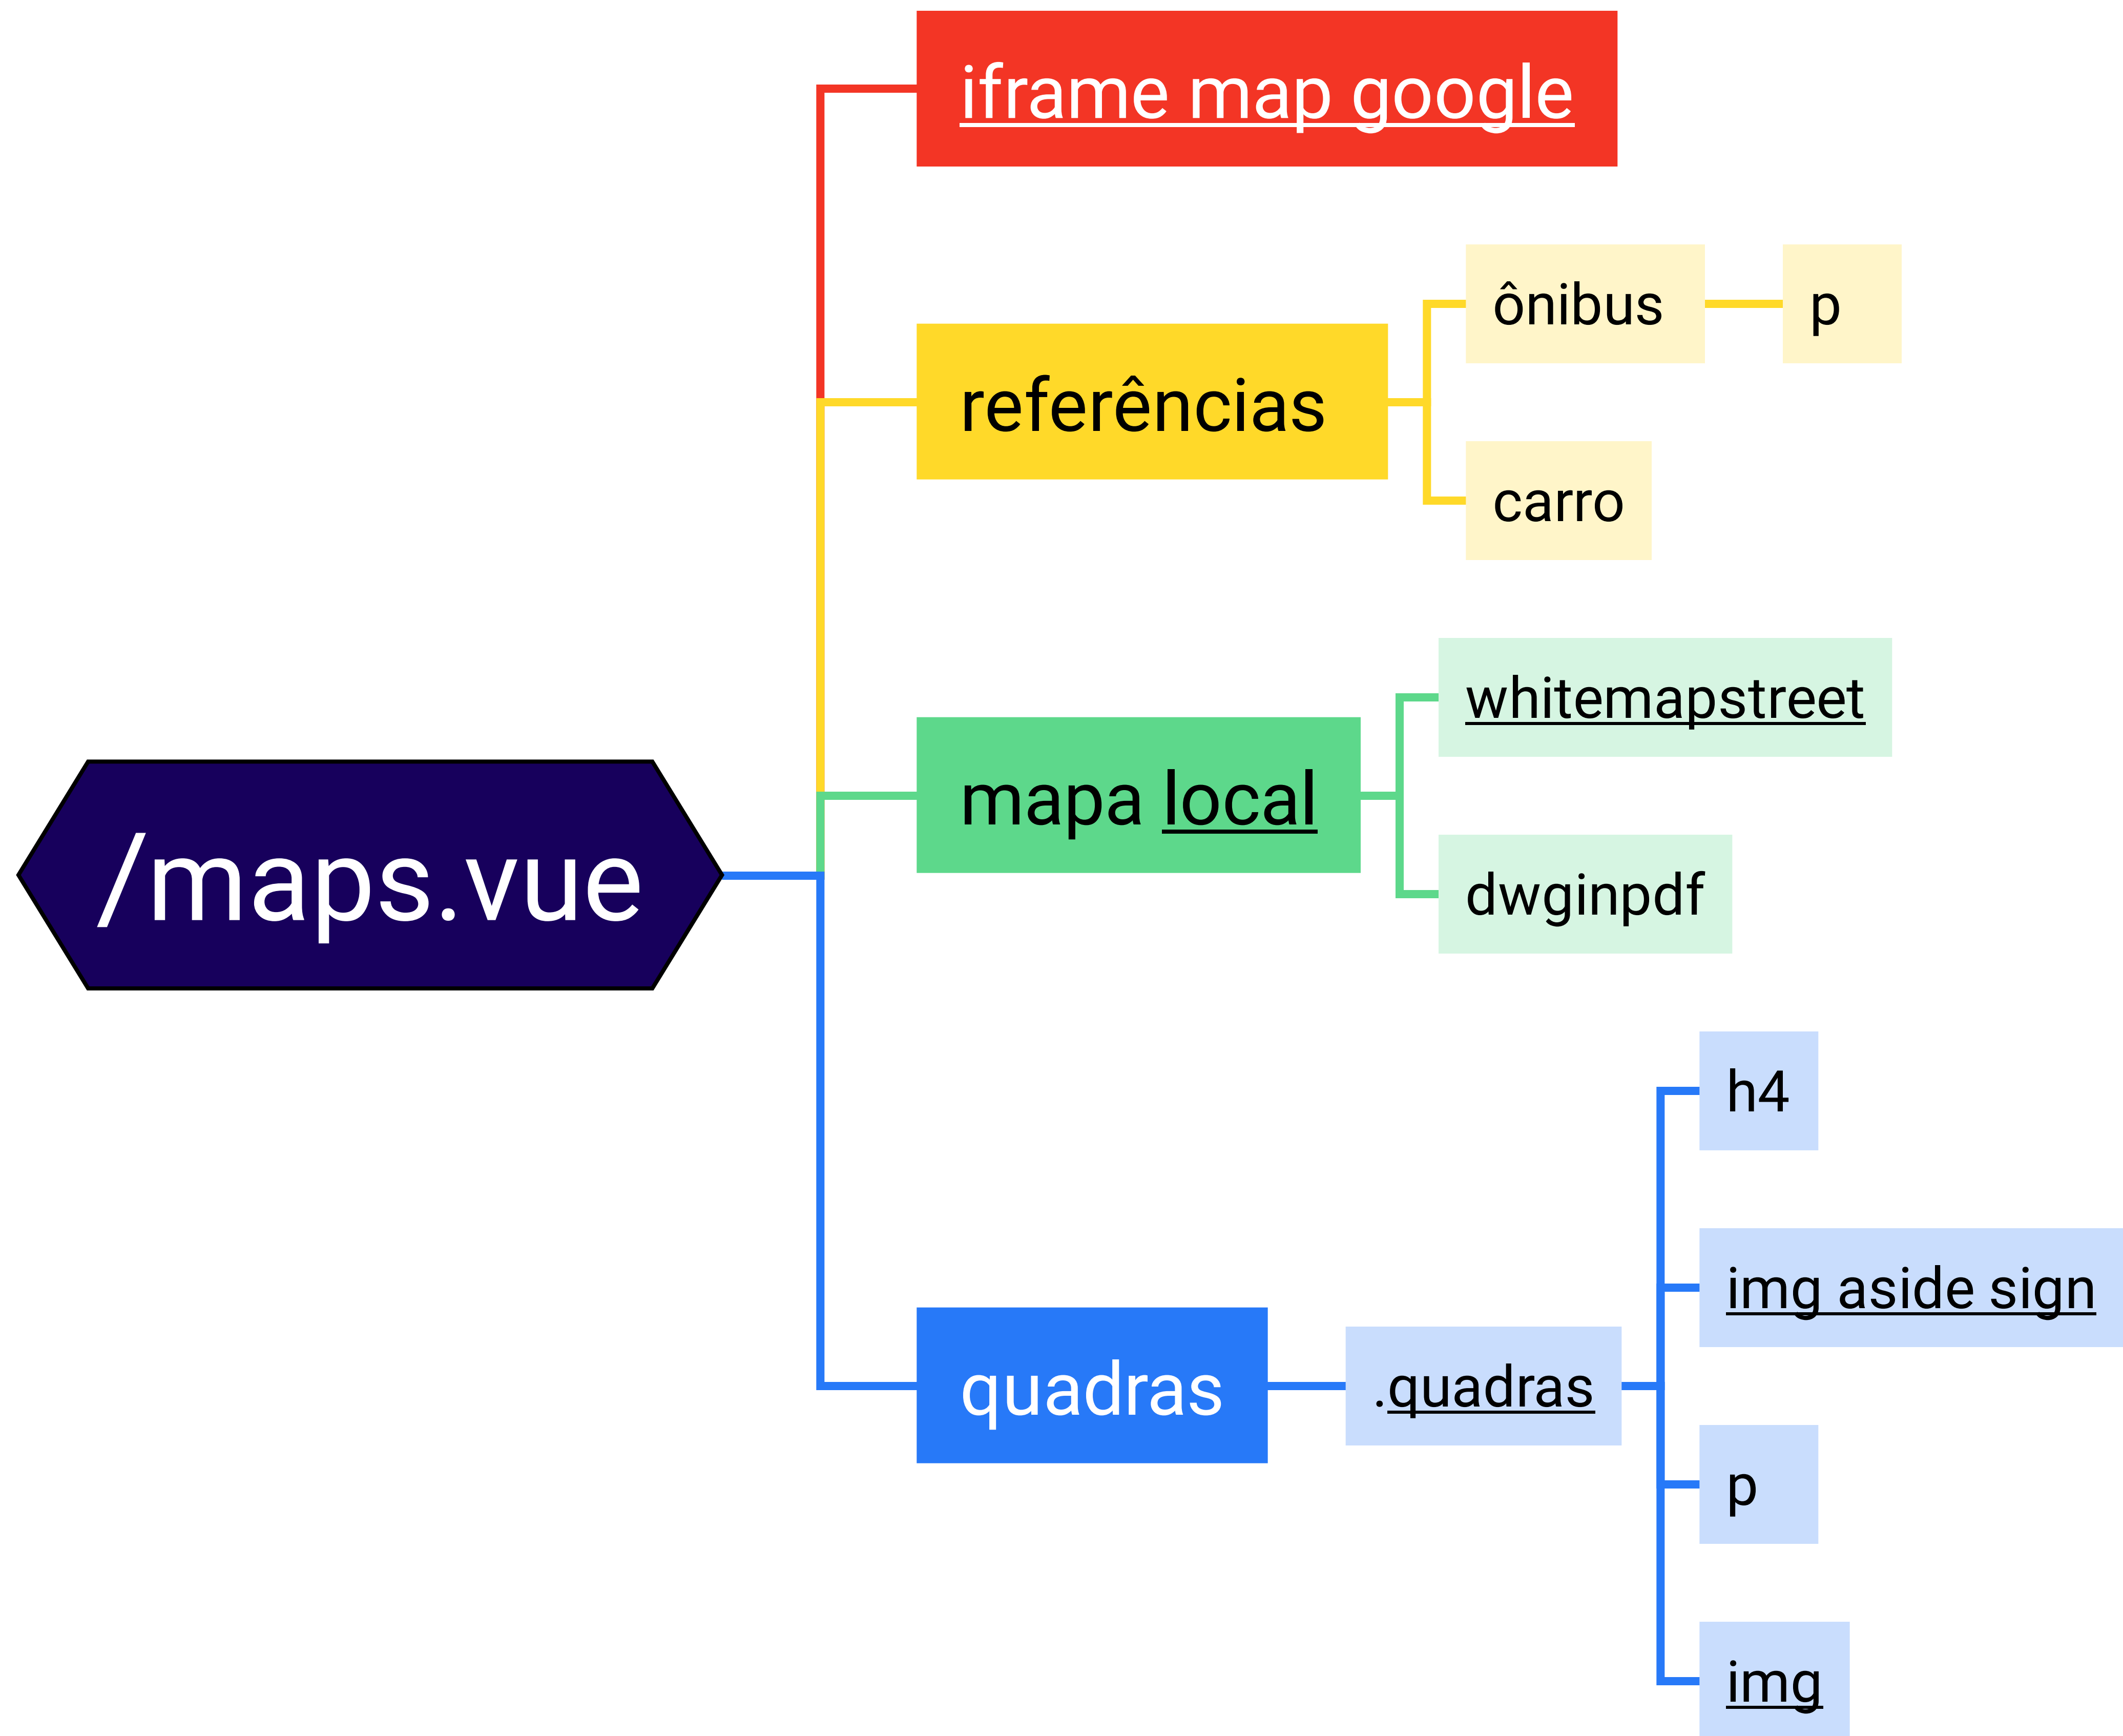 iframe map google
ônibus
p
referências
carro
whitemapstreet
mapa local
dwginpdf
/maps.vue
h4
img aside sign
quadras
.quadras
p
img